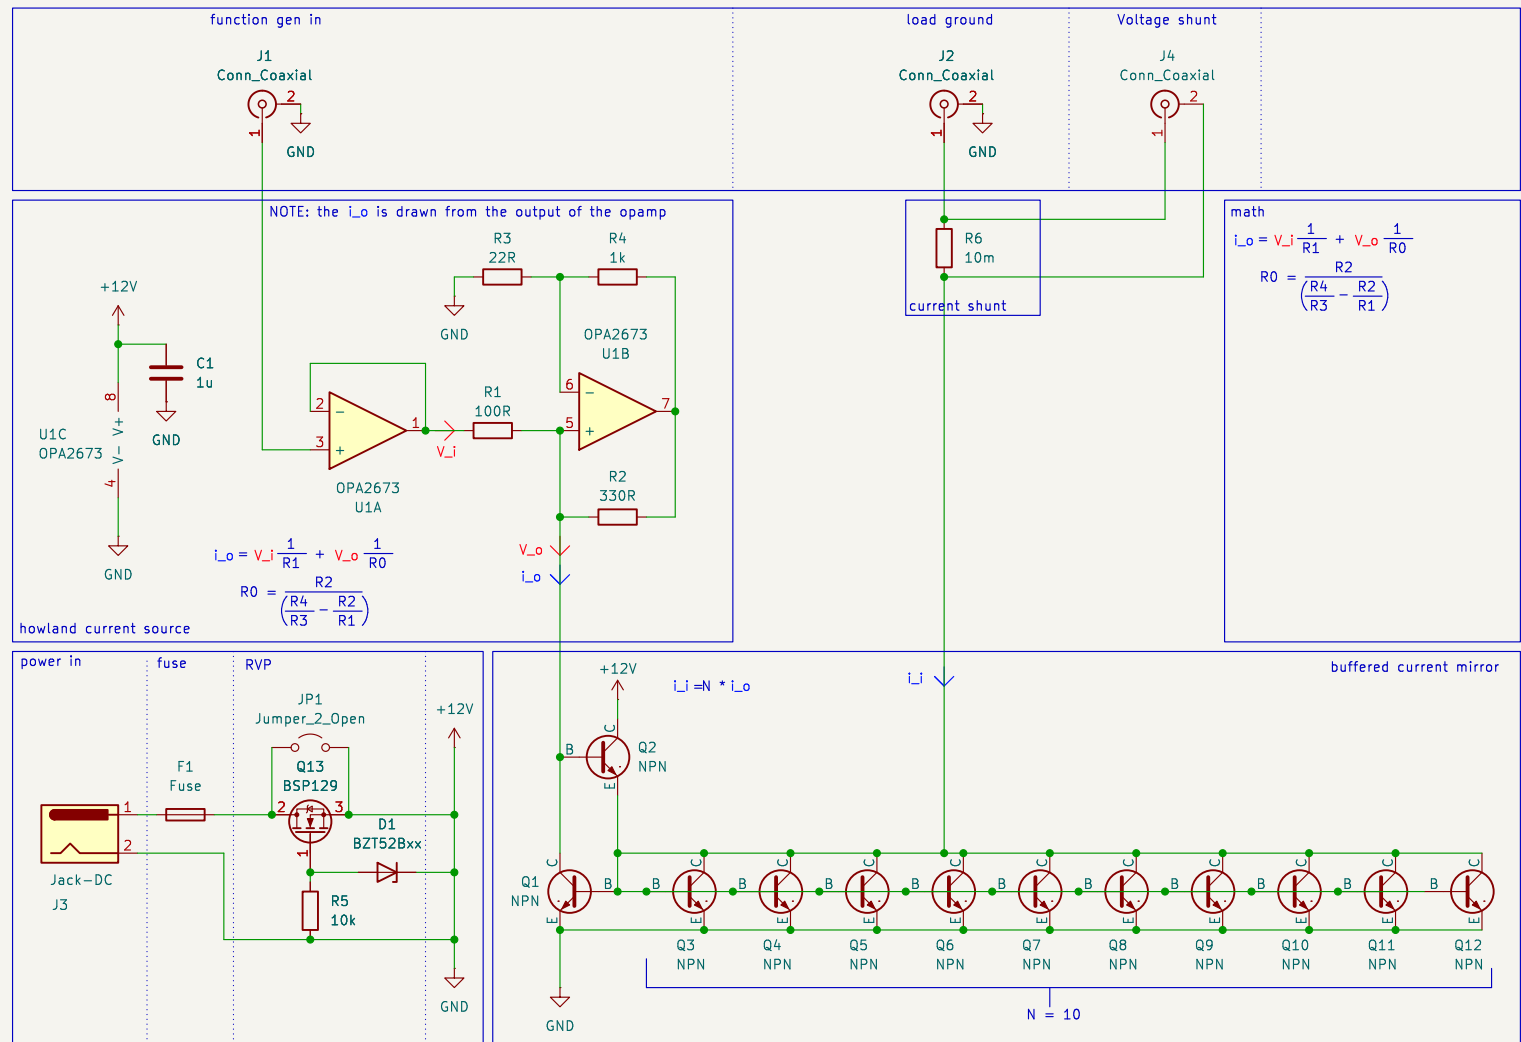 function gen in
load ground
Voltage shunt
J1
Conn_Coaxial
2
1
GND
J2
Conn_Coaxial
2
1
GND
J4
Conn_Coaxial
2
1
NOTE: the i_o is drawn from the output of the opamp
R3
22R
R4
1k
GND
+12V
C1
1u
GND
8
V+
V-
4
U1C
OPA2673
GND
OPA2673
U1B
6
5
7
-
+
2
3
1
-
+
OPA2673
U1A
R1
100R
V_i
R2
330R
V_o
i_o
i_o = V_i 1/R1 + V_o 1/R0
R0 = R2/(R4/R3 - R2/R1)
howland current source
R6
10m
current shunt
math
i_o = V_i 1/R1 + V_o 1/R0
R0 = R2/(R4/R3 - R2/R1)
power in
fuse
RVP
JP1
Jumper_2_Open
+12V
F1
Fuse
Q13
BSP129
2
3
1
D1
BZT52Bxx
1
2
Jack-DC
J3
R5
10k
GND
buffered current mirror
+12V
i_i =N * i_o
i_i
C
B
E
Q2
NPN
Q1
NPN
C
B
E
B
C
E
B
C
E
B
C
E
B
C
E
B
C
E
B
C
E
B
C
E
B
C
E
B
C
E
B
C
E
Q3
NPN
Q4
NPN
Q5
NPN
Q6
NPN
Q7
NPN
Q8
NPN
Q9
NPN
Q10
NPN
Q11
NPN
Q12
NPN
N = 10
GND